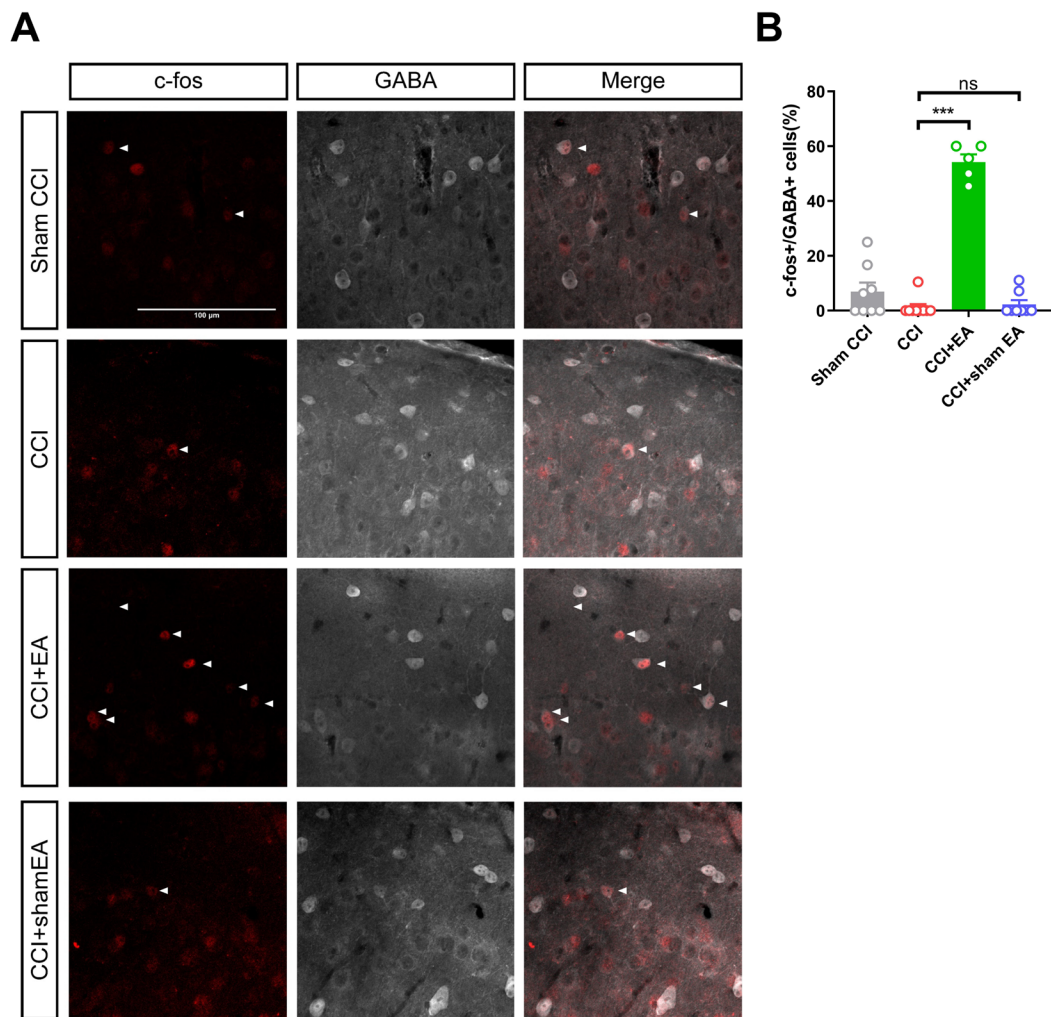 A
B
c-fos
GABA
Merge
Sham CCI
100 μm
CCI
CCI+EA
CCI+shamEA
c-fos+/GABA+ cells(%)
80
60
40
20
0
ns
***
Sham CCI
CCI
CCI+EA
CCI+sham EA